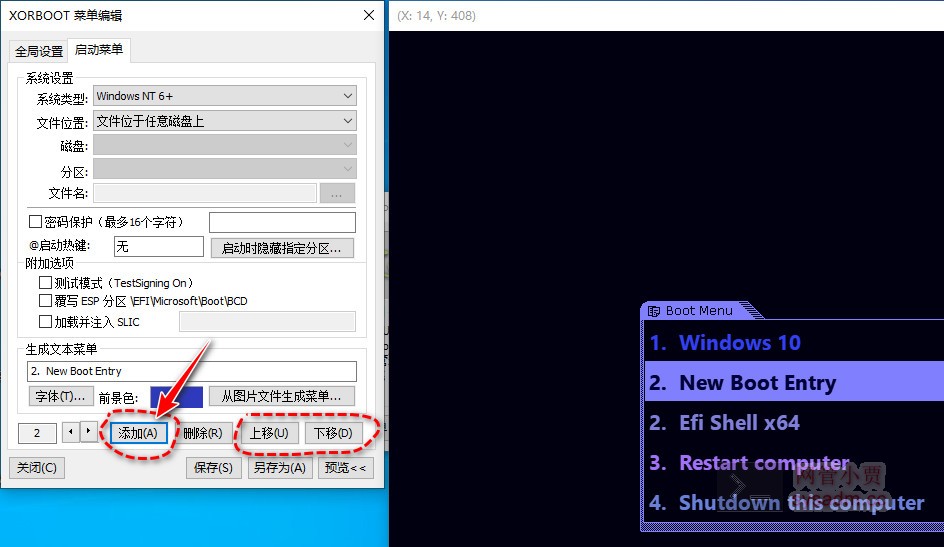 XORBOOT 菜单编辑
全局设置 启动菜单
系统设置
系统类型: Windows NT 6+
文件位置: 文件位于任意磁盘上
磁盘:
分区:
文件名: ...
密码保护（最多16个字符）
@启动热键: 无 启动时隐藏指定分区...
附加选项
测试模式（TestSigning On）
覆写 ESP 分区 \EFI\Microsoft\Boot\BCD
加载并注入 SLIC
生成文本菜单
2. New Boot Entry
字体(T)... 前景色: 从图片文件生成菜单...
2 添加(A) 删除(R) 上移(U) 下移(D)
关闭(C) 保存(S) 另存为(A) 预览<<
(X: 14, Y: 408)
Boot Menu
1. Windows 10
2. New Boot Entry
2. Efi Shell x64
3. Restart computer
4. Shutdown this computer
网管小贾